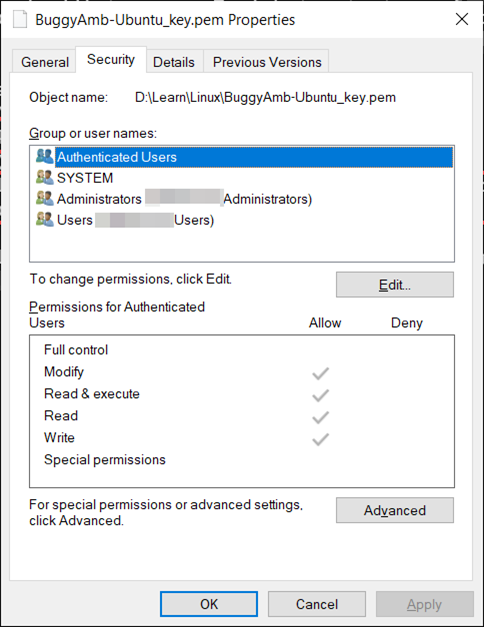 BuggyAmb-Ubuntu_key.pem Properties
General Security Details Previous Versions
Object name: D:\Learn\Linux\BuggyAmb-Ubuntu_key.pem
Group or user names:
Authenticated Users
SYSTEM
Administrators Administrators)
Users Users)
To change permissions, click Edit.
Edit...
Permissions for Authenticated
Users Allow Deny
Full control
Modify
Read & execute
Read
Write
Special permissions
For special permissions or advanced settings,
click Advanced.
Advanced
OK Cancel Apply